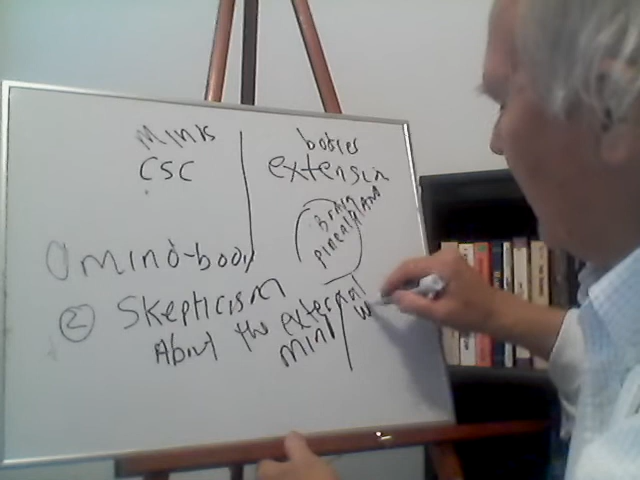 Minds bodies
CSC extension
Brain
pineal gland
① mind-body
② Skepticism
About the external w
mind